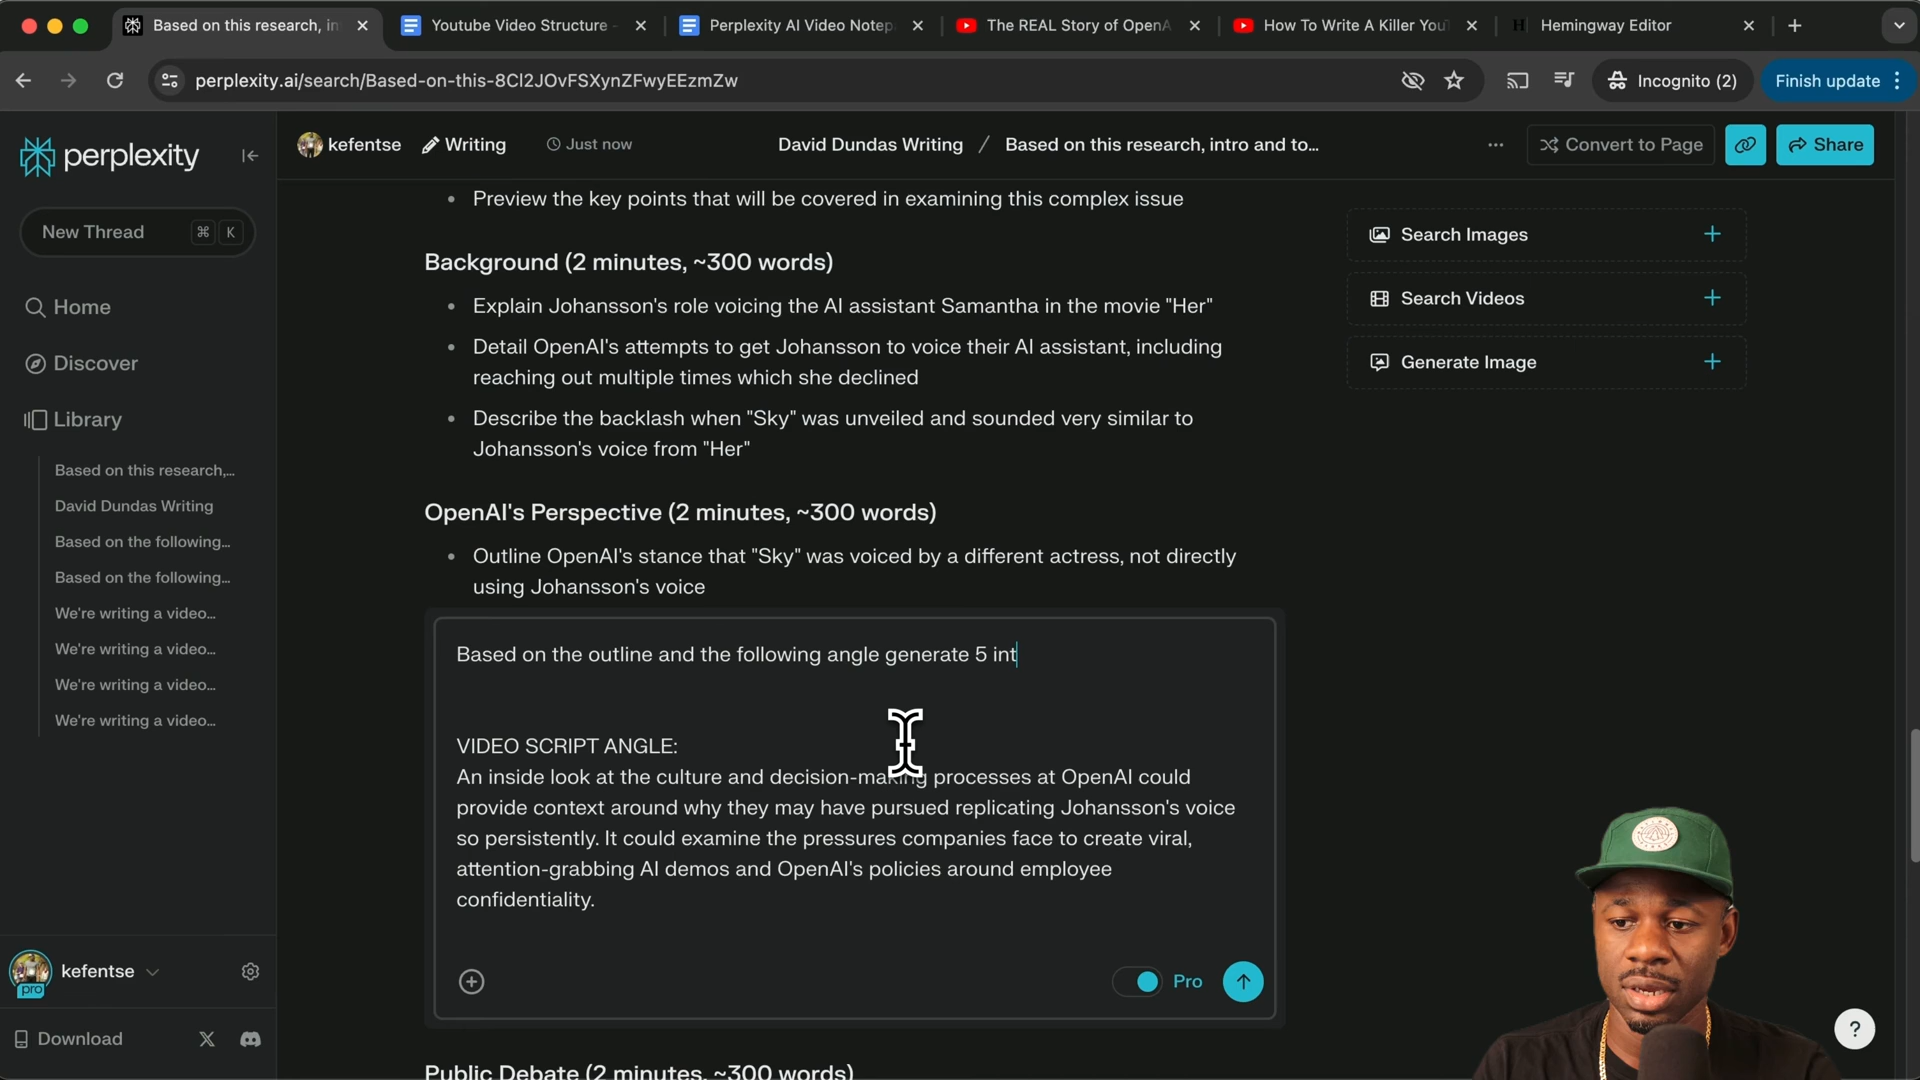 Based on this research, in
Youtube Video Structure
Perplexity AI Video Notep
The REAL Story of OpenA
How To Write A Killer You
H
Hemingway Editor
perplexity.ai/search/Based-on-this-8Cl2JOvFSXynZFwyEEzmZw
Incognito (2)
Finish update
perplexity
kefentse
Writing
Just now
David Dundas Writing / Based on this research, intro and to...
Convert to Page
Share
New Thread
⌘ K
Home
Discover
Library
Based on this research,...
David Dundas Writing
Based on the following...
Based on the following...
We're writing a video...
We're writing a video...
We're writing a video...
We're writing a video...
kefentse
pro
Download
• Preview the key points that will be covered in examining this complex issue
Background (2 minutes, ~300 words)
• Explain Johansson's role voicing the AI assistant Samantha in the movie "Her"
• Detail OpenAI's attempts to get Johansson to voice their AI assistant, including
reaching out multiple times which she declined
• Describe the backlash when "Sky" was unveiled and sounded very similar to
Johansson's voice from "Her"
OpenAI's Perspective (2 minutes, ~300 words)
• Outline OpenAI's stance that "Sky" was voiced by a different actress, not directly
using Johansson's voice
Based on the outline and the following angle generate 5 int
VIDEO SCRIPT ANGLE:
An inside look at the culture and decision-making processes at OpenAI could
provide context around why they may have pursued replicating Johansson's voice
so persistently. It could examine the pressures companies face to create viral,
attention-grabbing AI demos and OpenAI's policies around employee
confidentiality.
Pro
Public Debate (2 minutes, ~300 words)
Search Images
Search Videos
Generate Image
?